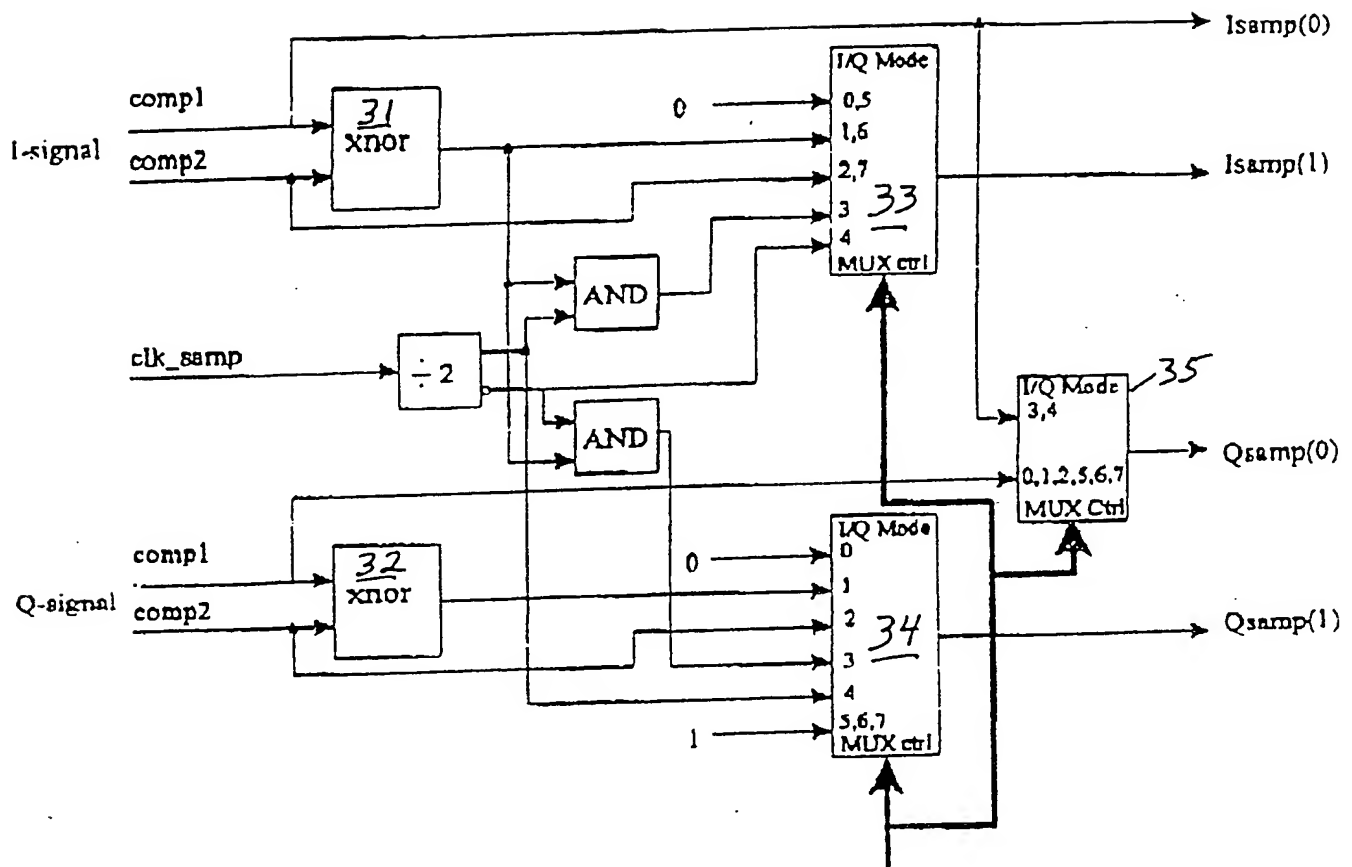 Isamp(0)
I/Q Mode
comp1
31
xnor
0
0,5
1,6
I-signal
comp2
2,7
Isamp(1)
33
3
4
MUX ctrl
AND
clk_samp
÷ 2
35
I/Q Mode
3,4
AND
Qsamp(0)
0,1,2,5,6,7
MUX Ctrl
I/Q Mode
comp1
32
xnor
0
0
1
Q-signal
comp2
2
34
Qsamp(1)
3
4
1
5,6,7
MUX ctrl